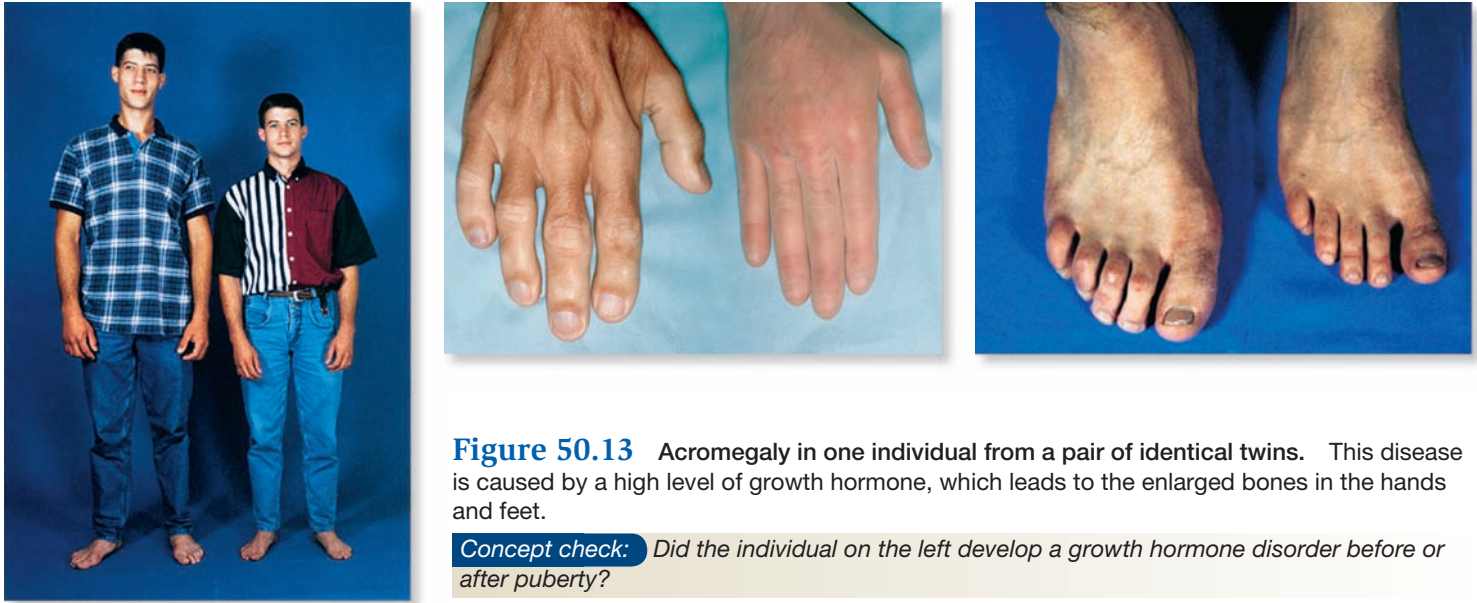 Figure 50.13 Acromegaly in one individual from a pair of identical twins. This disease
is caused by a high level of growth hormone, which leads to the enlarged bones in the hands
and feet.
Concept check: Did the individual on the left develop a growth hormone disorder before or
after puberty?